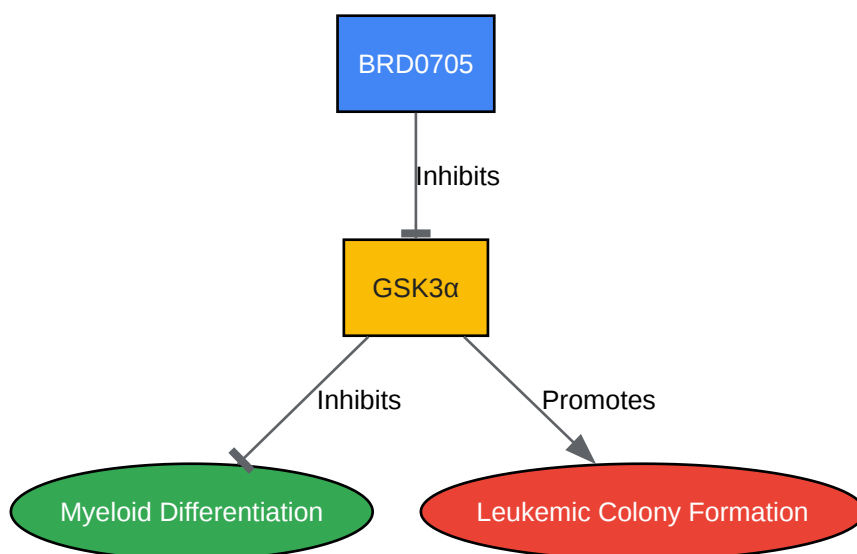 BRD0705
Inhibits
GSK3α
Inhibits
Promotes
Myeloid Differentiation
Leukemic Colony Formation